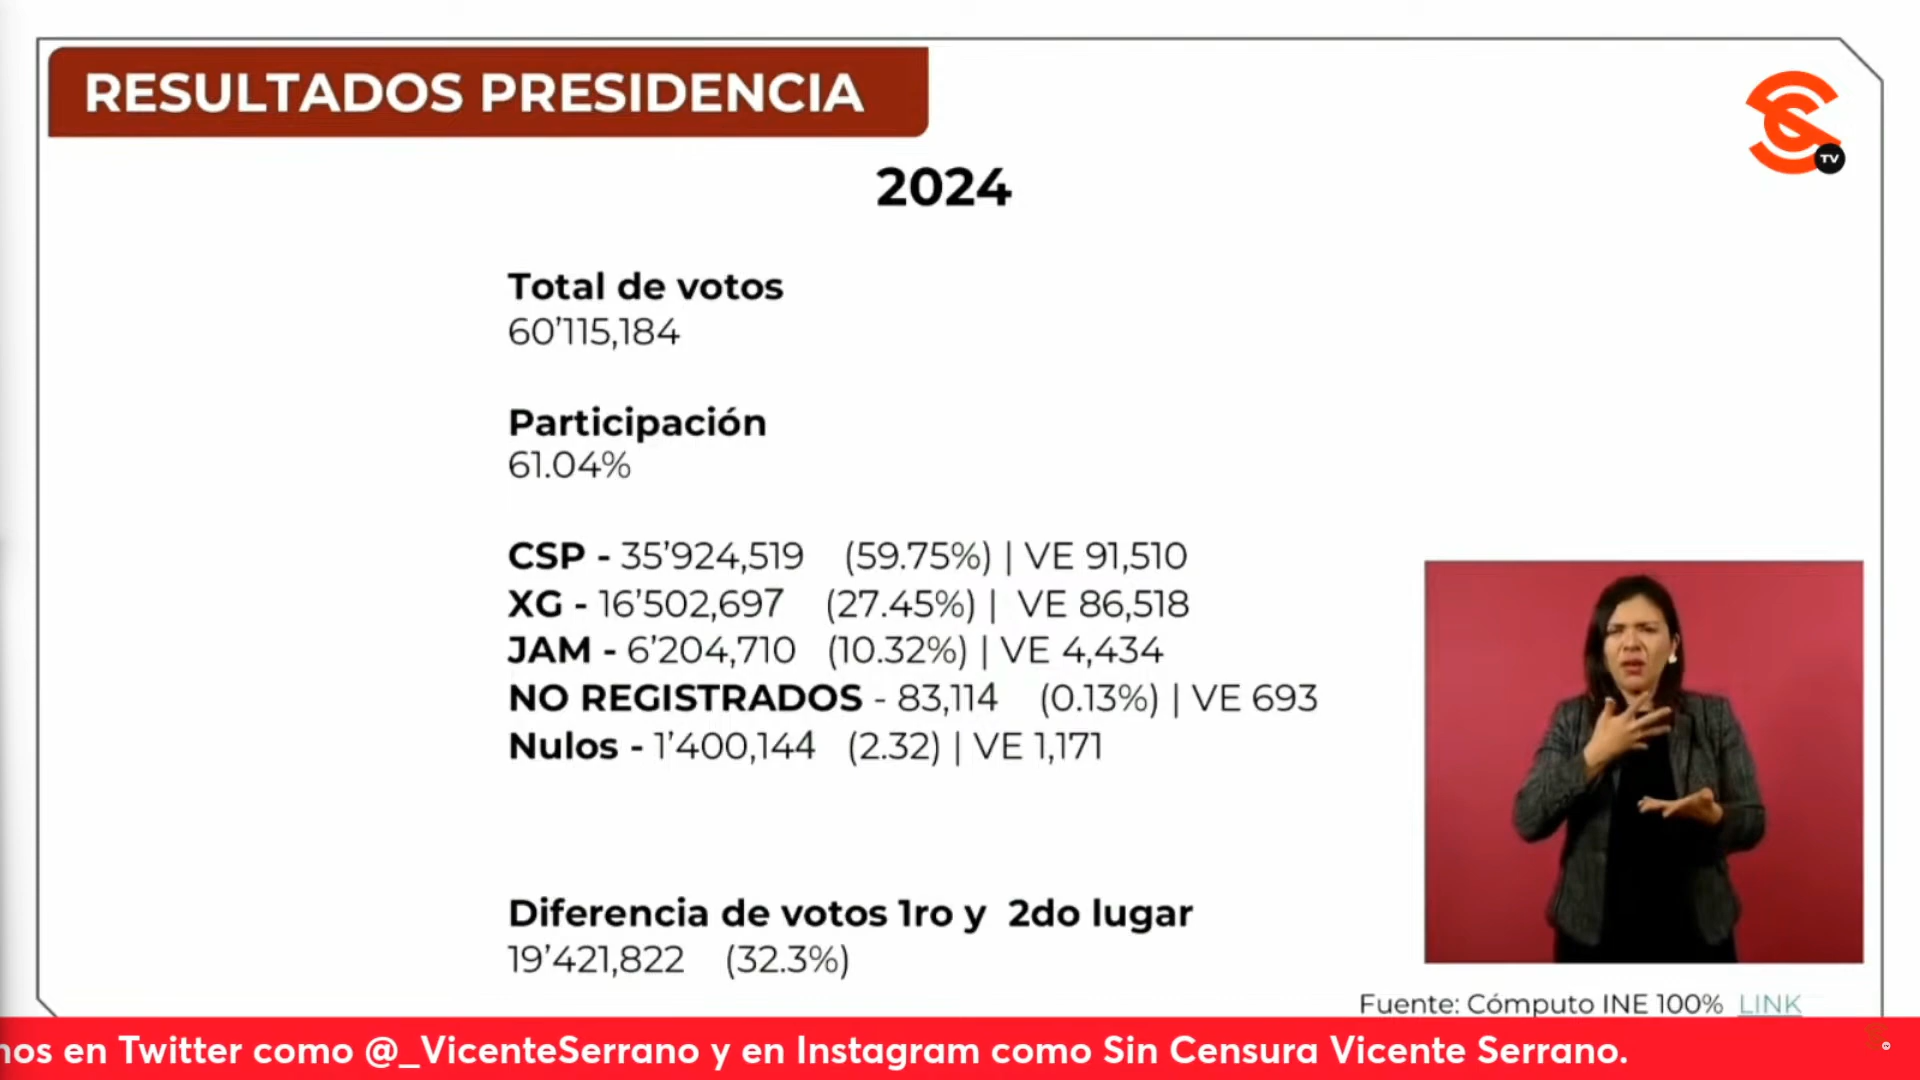 RESULTADOS PRESIDENCIA
TV
2024
Total de votos
60’115,184
Participación
61.04%
CSP - 35’924,519 (59.75%) | VE 91,510
XG - 16’502,697 (27.45%) | VE 86,518
JAM - 6’204,710 (10.32%) | VE 4,434
NO REGISTRADOS - 83,114 (0.13%) | VE 693
Nulos - 1’400,144 (2.32) | VE 1,171
Diferencia de votos 1ro y 2do lugar
19’421,822 (32.3%)
Fuente: Cómputo INE 100% LINK
nos en Twitter como @_VicenteSerrano y en Instagram como Sin Censura Vicente Serrano.